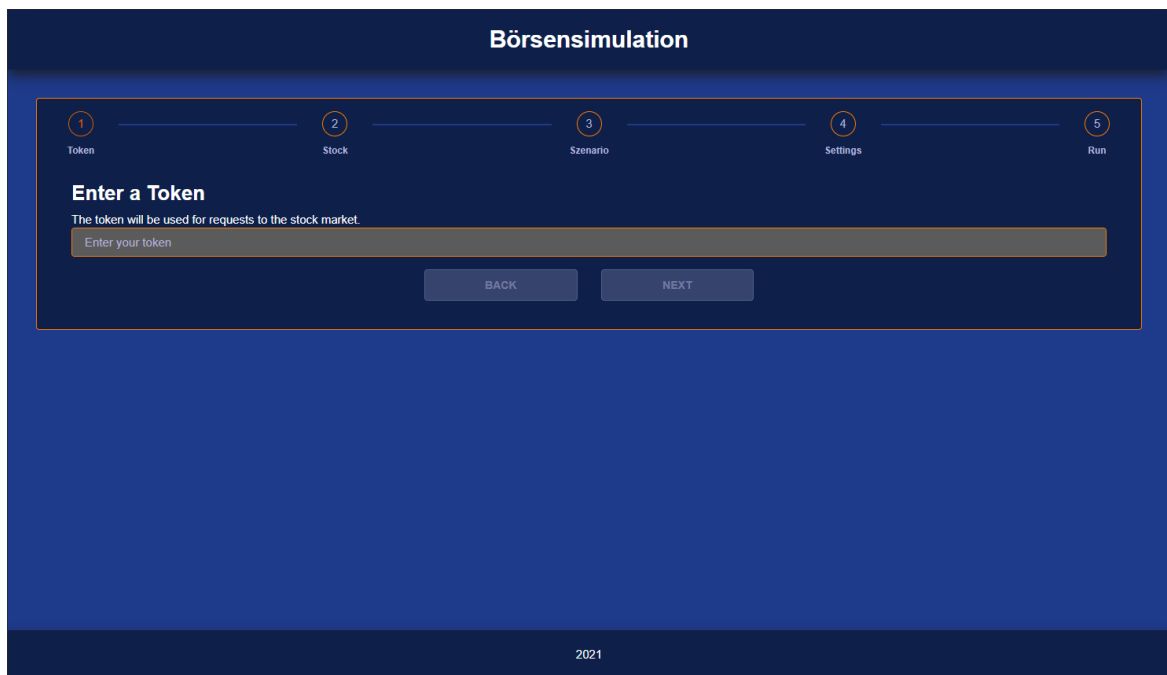 Börsensimulation
1 2 3 4 5
Token Stock Szenario Settings Run
Enter a Token
The token will be used for requests to the stock market.
Enter your token
BACK NEXT
2021